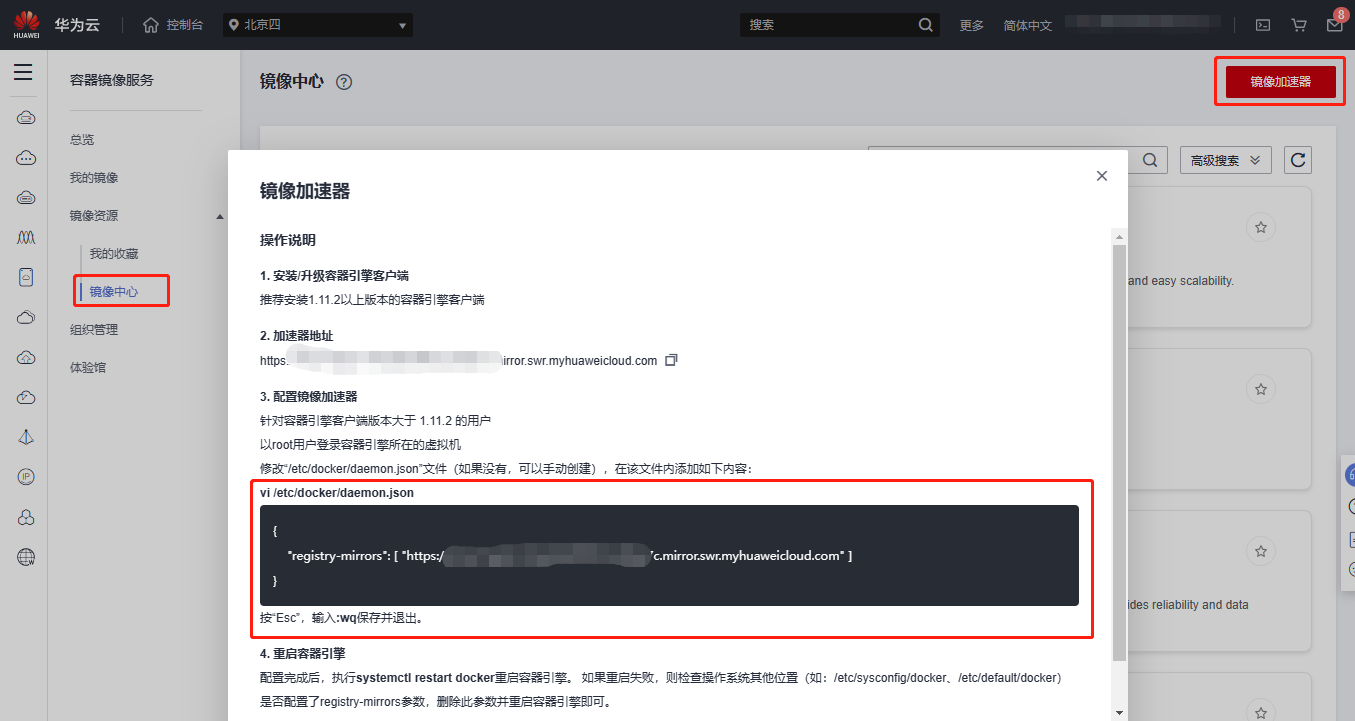 HUAWEI
华为云
控制台
北京四
搜索
更多
简体中文
8
容器镜像服务
总览
我的镜像
镜像资源
我的收藏
镜像中心
组织管理
体验馆
镜像中心
?
镜像加速器
高级搜索
and easy scalability.
ides reliability and data
IP
镜像加速器
操作说明
1. 安装/升级容器引擎客户端
推荐安装1.11.2以上版本的容器引擎客户端
2. 加速器地址
https: irror.swr.myhuaweicloud.com
3. 配置镜像加速器
针对容器引擎客户端版本大于 1.11.2 的用户
以root用户登录容器引擎所在的虚拟机
修改“/etc/docker/daemon.json”文件（如果没有，可以手动创建），在该文件内添加如下内容：
vi /etc/docker/daemon.json
{
"registry-mirrors": [ "https:/ c.mirror.swr.myhuaweicloud.com" ]
}
按“Esc”，输入:wq保存并退出。
4. 重启容器引擎
配置完成后，执行systemctl restart docker重启容器引擎。 如果重启失败，则检查操作系统其他位置（如：/etc/sysconfig/docker、/etc/default/docker）
是否配置了registry-mirrors参数，删除此参数并重启容器引擎即可。